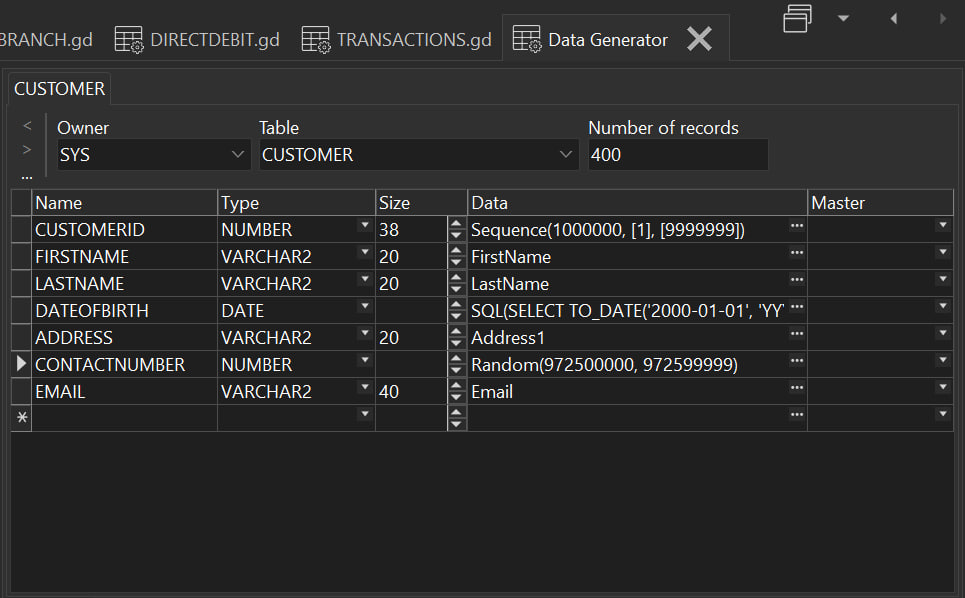 BRANCH.gd DIRECTDEBIT.gd TRANSACTIONS.gd Data Generator
CUSTOMER
Owner Table Number of records
SYS CUSTOMER 400
Name Type Size Data Master
CUSTOMERID NUMBER 38 Sequence(1000000, [1], [9999999])
FIRSTNAME VARCHAR2 20 FirstName
LASTNAME VARCHAR2 20 LastName
DATEOFBIRTH DATE SQL(SELECT TO_DATE('2000-01-01', 'YY
ADDRESS VARCHAR2 20 Address1
CONTACTNUMBER NUMBER Random(972500000, 972599999)
EMAIL VARCHAR2 40 Email